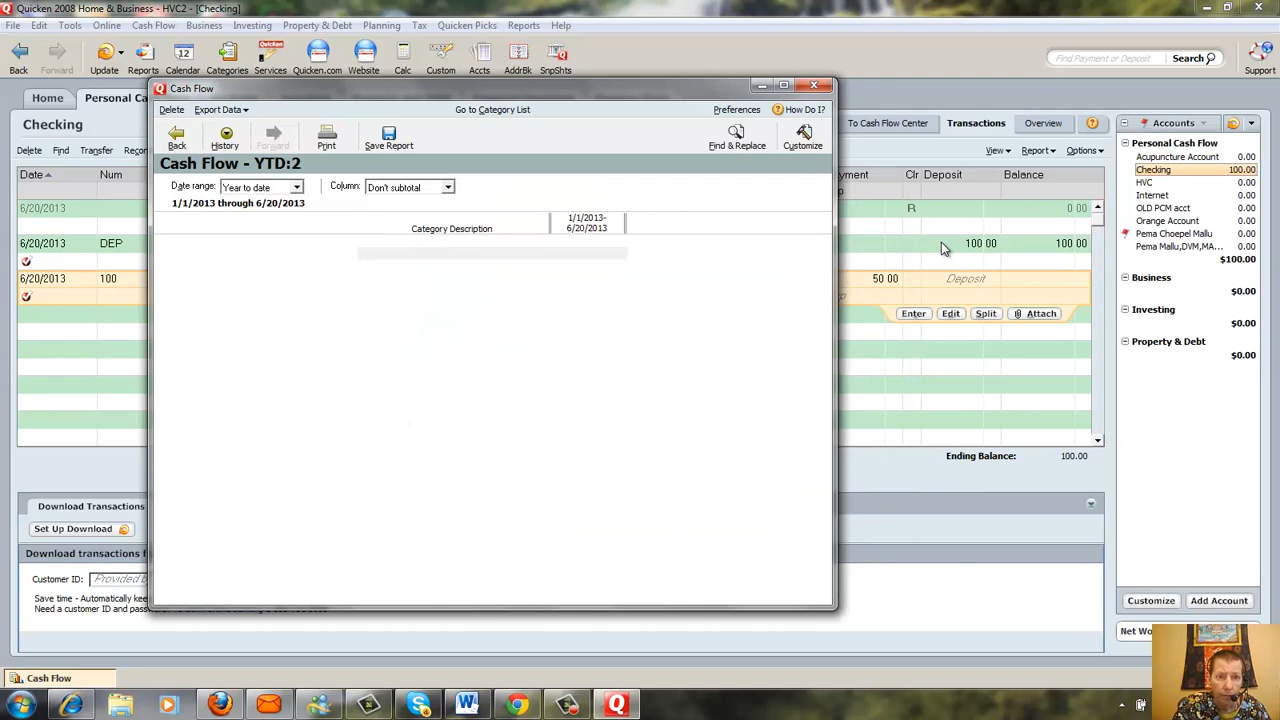 Quicken 2008 Home & Business - HVC2 - [Checking]
File Edit Tools Online Cash Flow Business Investing Property & Debt Planning Tax Quicken Picks Reports Help
Back Forward Update Reports Calendar Categories Services Quicken.com Website Calc Custom Accts AddrBk SnpShts
Find Payment or Deposit Search Support
Home Personal Ca
Cash Flow
Delete Export Data Go to Category List Preferences How Do I?
Back History Forward Print Save Report Find & Replace Customize
Cash Flow - YTD:2
Date range: Year to date Column: Don't subtotal
1/1/2013 through 6/20/2013
Category Description
1/1/2013-
6/20/2013
Checking
Delete Find Transfer
To Cash Flow Center Transactions Overview
View Report Options
Date Num yment Clr Deposit Balance
6/20/2013 R 0 00
6/20/2013 DEP 100 00 100 00
6/20/2013 100 50 00 Deposit
Enter Edit Split Attach
Ending Balance: 100.00
Download Transactions
Set Up Download
Download transactions f
Customer ID: Provided b
Save time - Automatically kee
Need a customer ID and passw
Accounts
Personal Cash Flow
Acupuncture Account 0.00
Checking 100.00
HVC 0.00
Internet 0.00
OLD PCM acct 0.00
Orange Account 0.00
Pema Choepel Mallu 0.00
Pema Mallu,DVM,MA... 0.00
$100.00
Business $0.00
Investing $0.00
Property & Debt $0.00
Customize Add Account
Net Wo
Cash Flow